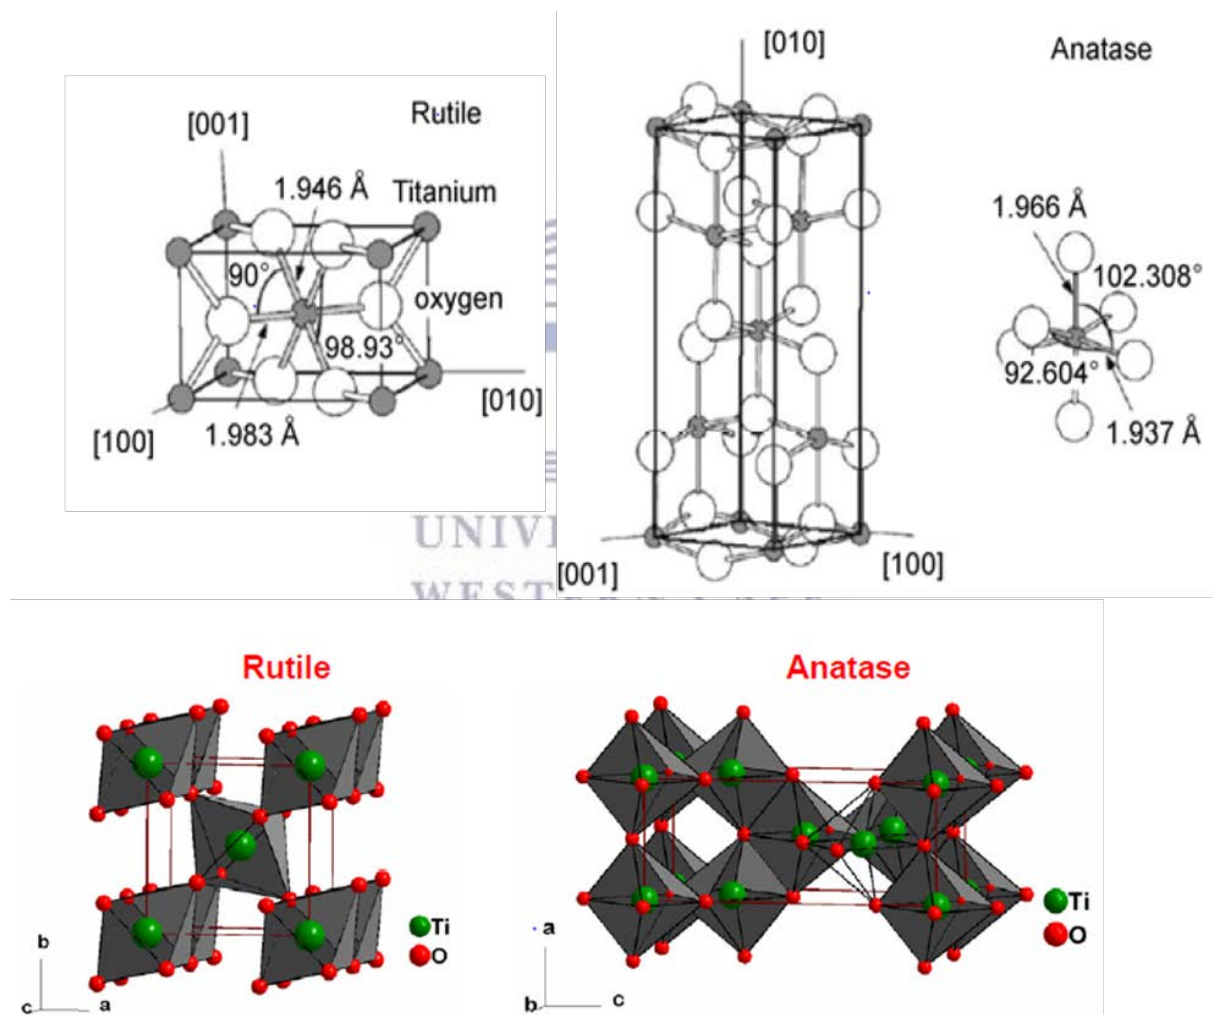 Rutile
[001]
1.946 Å
Titanium
90°
oxygen
98.93°
[010]
[100]
1.983 Å
[010]
Anatase
1.966 Å
102.308°
92.604°
1.937 Å
[001]
[100]
UNIV
WEST
Rutile
Anatase
Ti
O
b
c
a
Ti
O
a
b
c